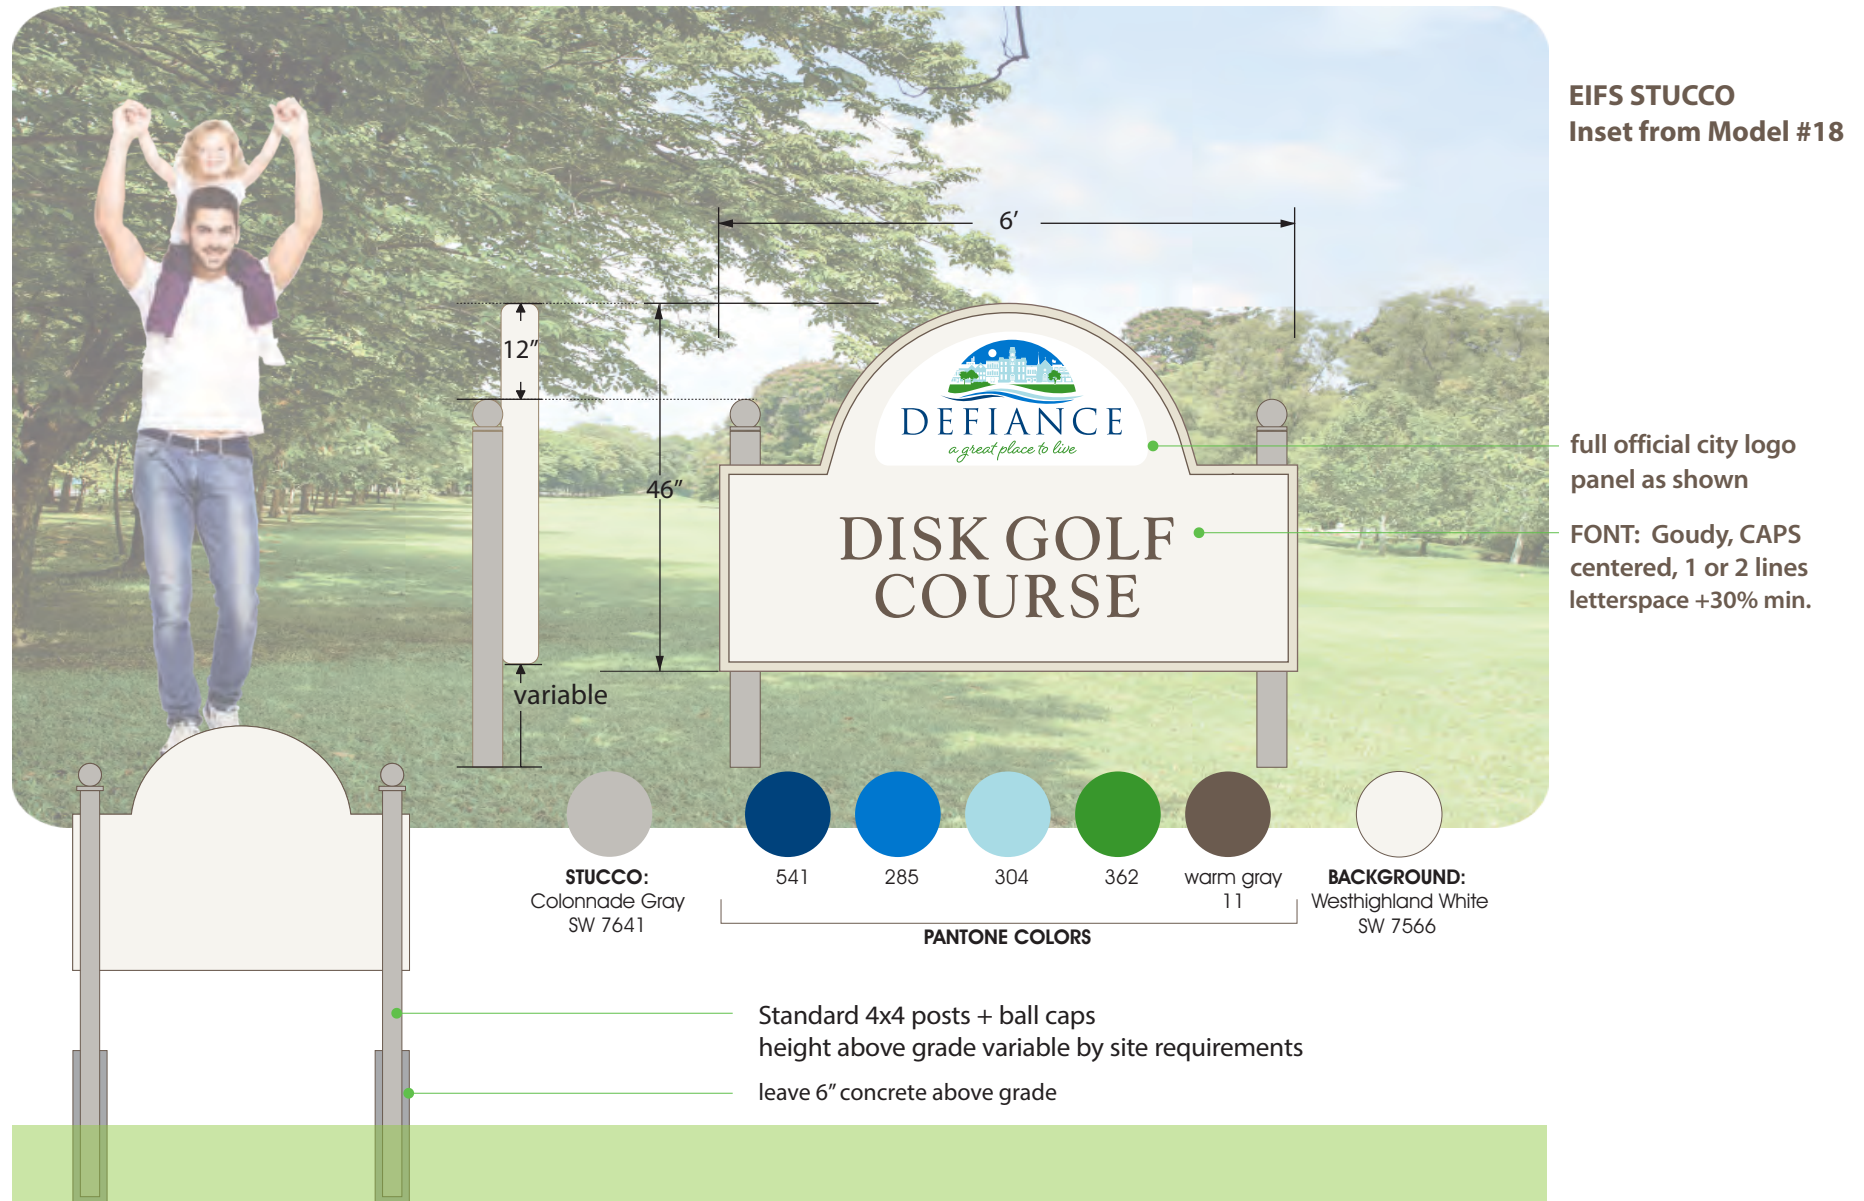 EIFS STUCCO
Inset from Model #18
6’
12”
46”
variable
DEFIANCE
a great place to live
DISK GOLF
COURSE
full official city logo
panel as shown
FONT:  Goudy, CAPS
centered, 1 or 2 lines
letterspace +30% min.
STUCCO:
Colonnade Gray
SW 7641
541
285
304
362
warm gray
11
PANTONE COLORS
BACKGROUND:
Westhighland White
SW 7566
Standard 4x4 posts + ball caps
height above grade variable by site requirements
leave 6” concrete above grade